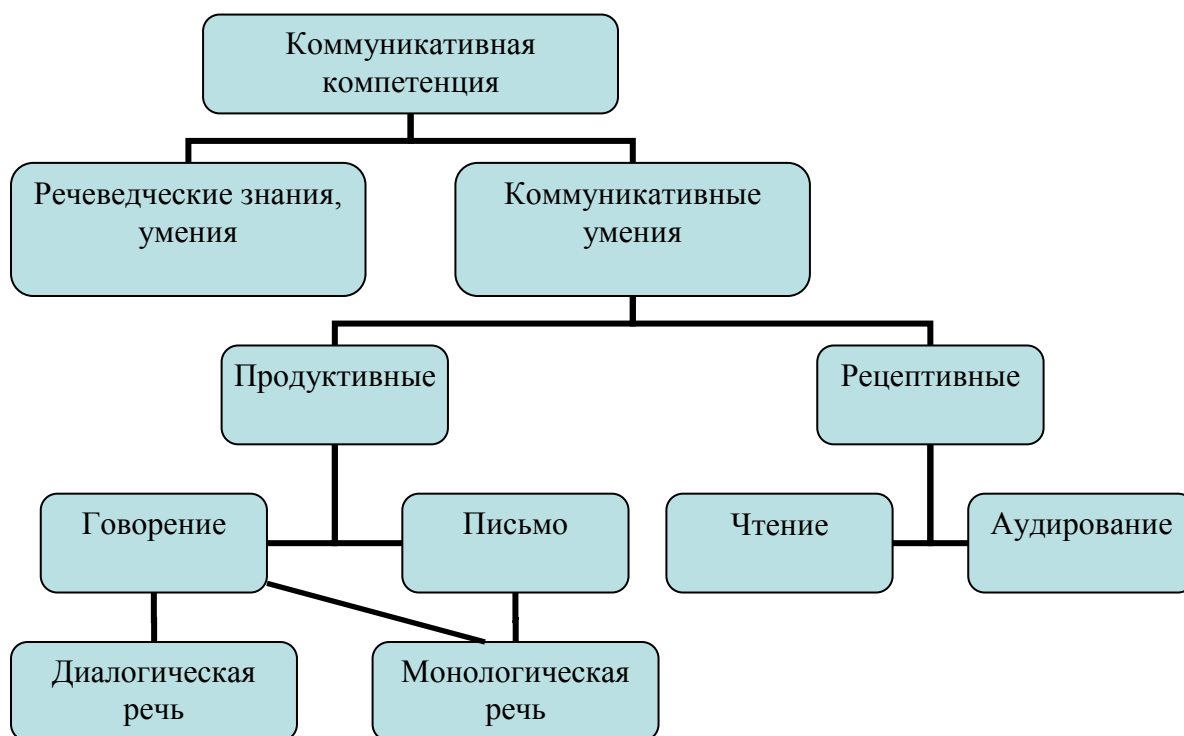 Коммуникативная
компетенция
Речеведческие знания,
умения
Коммуникативные
умения
Продуктивные
Рецептивные
Говорение
Письмо
Чтение
Аудирование
Диалогическая
речь
Монологическая
речь